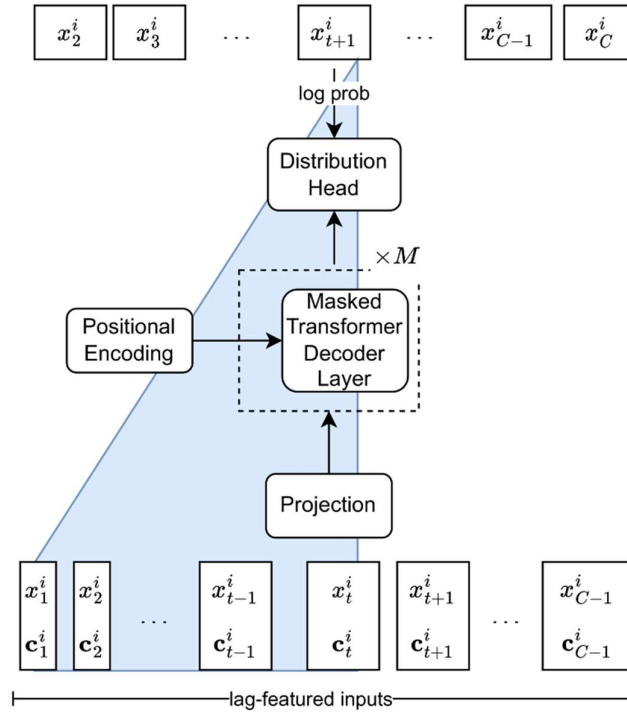 x_2^i x_3^i ... x_{t+1}^i ... x_{C-1}^i x_C^i
log prob
Distribution
Head
×M
Masked
Transformer
Decoder
Layer
Positional
Encoding
Projection
x_1^i x_2^i x_{t-1}^i x_t^i x_{t+1}^i x_{C-1}^i
... ...
c_1^i c_2^i c_{t-1}^i c_t^i c_{t+1}^i c_{C-1}^i
lag-featured inputs